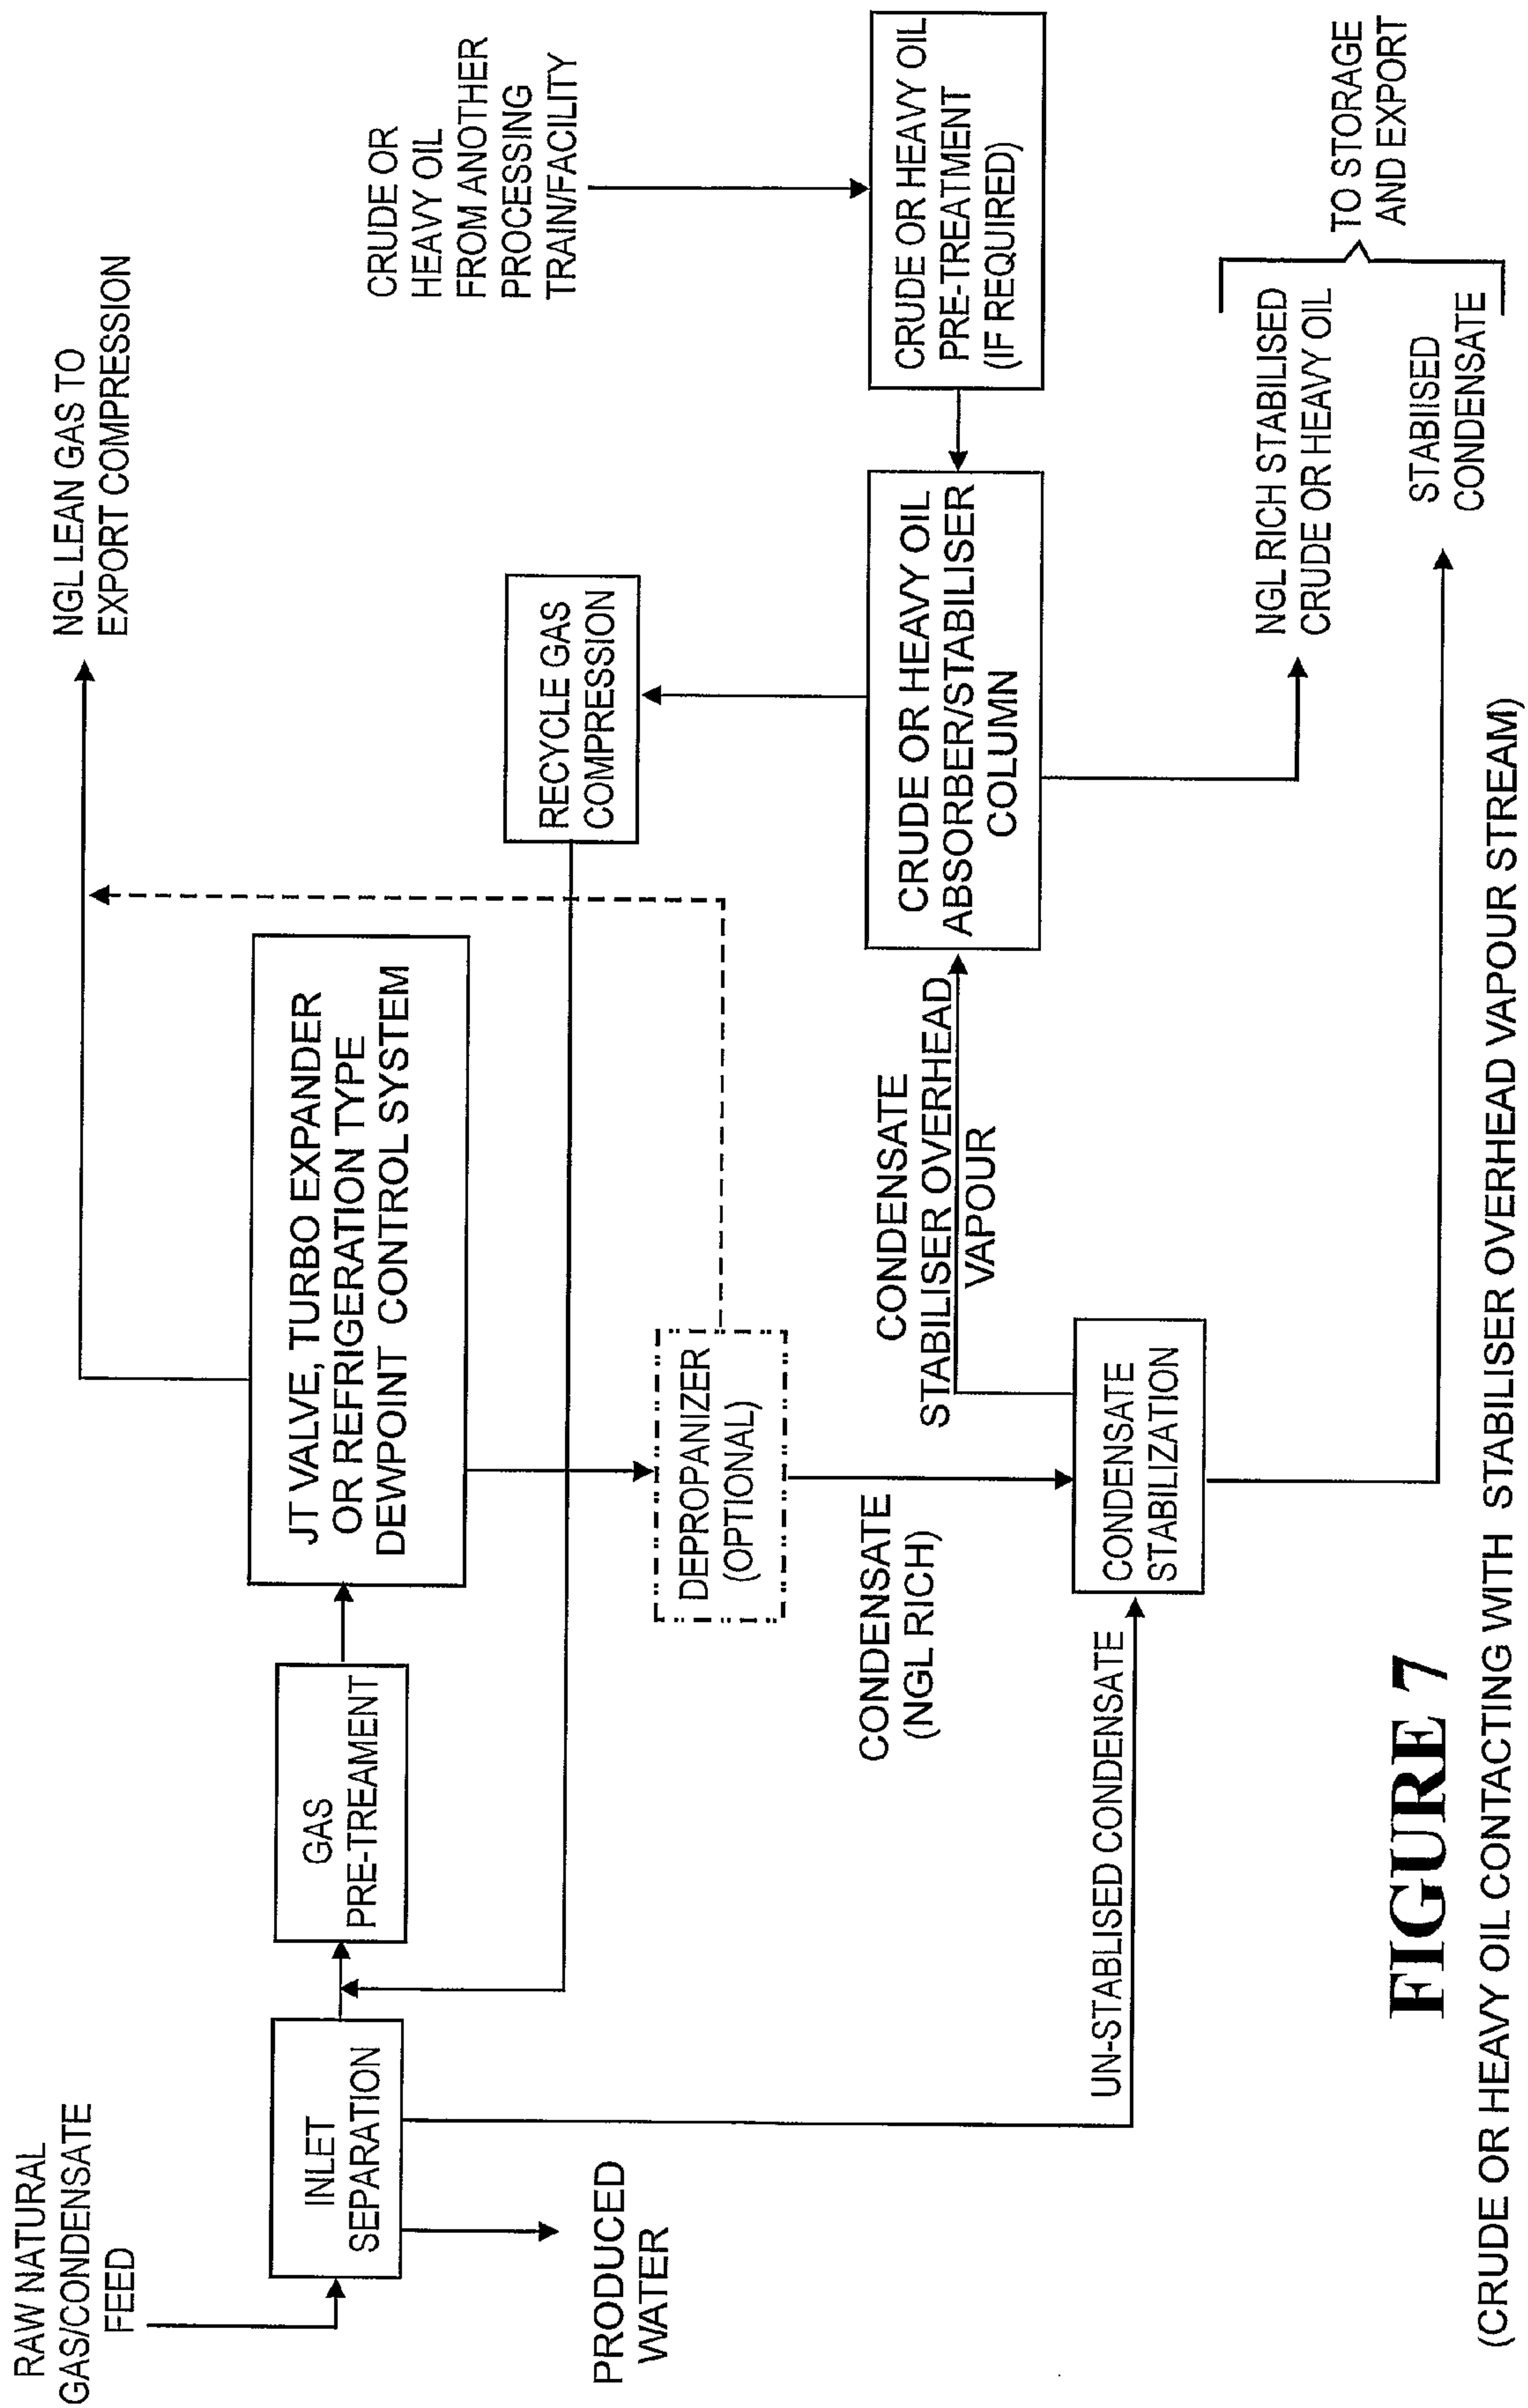 RAW NATURAL
GAS/CONDENSATE
FEED
INLET
SEPARATION
PRODUCED
WATER
GAS
PRE-TREAMENT
JT VALVE, TURBO EXPANDER
OR REFRIGERATION TYPE
DEWPOINT CONTROL SYSTEM
NGL LEAN GAS TO
EXPORT COMPRESSION
RECYCLE GAS
COMPRESSION
CRUDE OR
HEAVY OIL
FROM ANOTHER
PROCESSING
TRAIN/FACILITY
DEPROPANIZER
(OPTIONAL)
CONDENSATE
(NGL RICH)
CONDENSATE
STABILISER OVERHEAD
VAPOUR
CRUDE OR HEAVY OIL
ABSORBER/STABILISER
COLUMN
CRUDE OR HEAVY OIL
PRE-TREATMENT
(IF REQUIRED)
UN-STABLISED CONDENSATE
CONDENSATE
STABILIZATION
NGL RICH STABILISED
CRUDE OR HEAVY OIL
STABIISED
CONDENSATE
TO STORAGE
AND EXPORT
FIGURE 7
(CRUDE OR HEAVY OIL CONTACTING WITH STABILISER OVERHEAD VAPOUR STREAM)